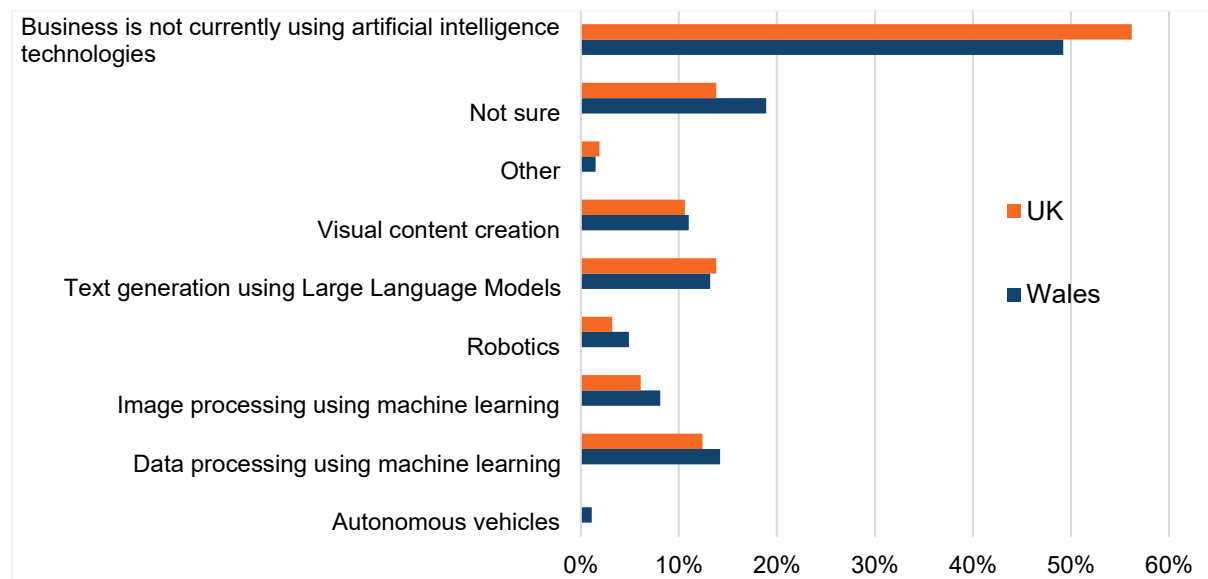 Business is not currently using artificial intelligence
technologies
Not sure
Other
Visual content creation
Text generation using Large Language Models
Robotics
Image processing using machine learning
Data processing using machine learning
Autonomous vehicles
UK
Wales
0% 10% 20% 30% 40% 50% 60%